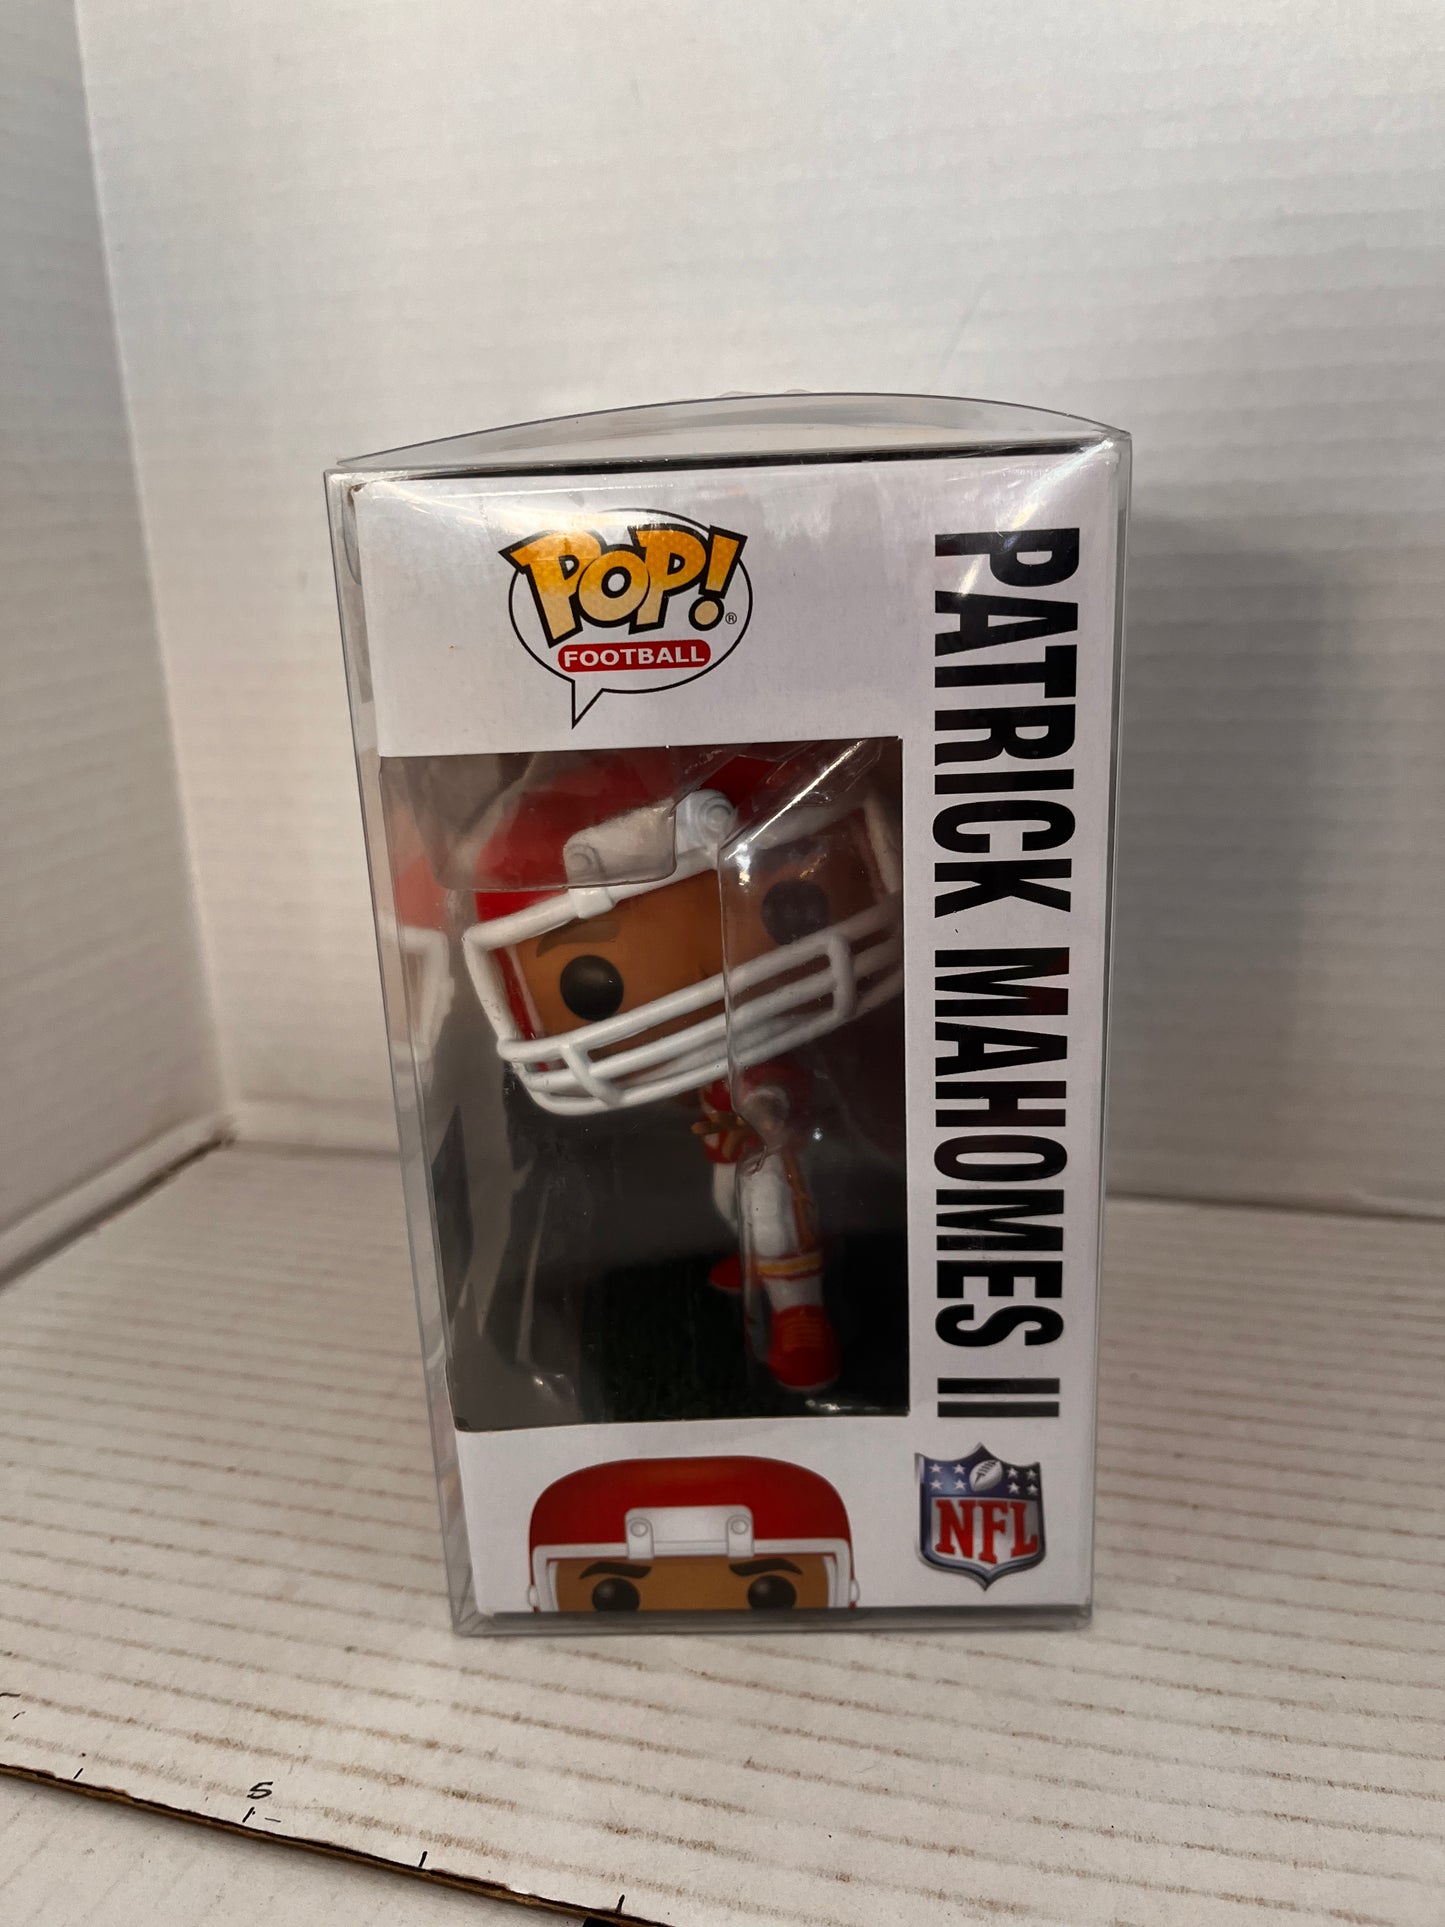 POP!®
FOOTBALL
PATRICK MAHOMES II
NFL
5